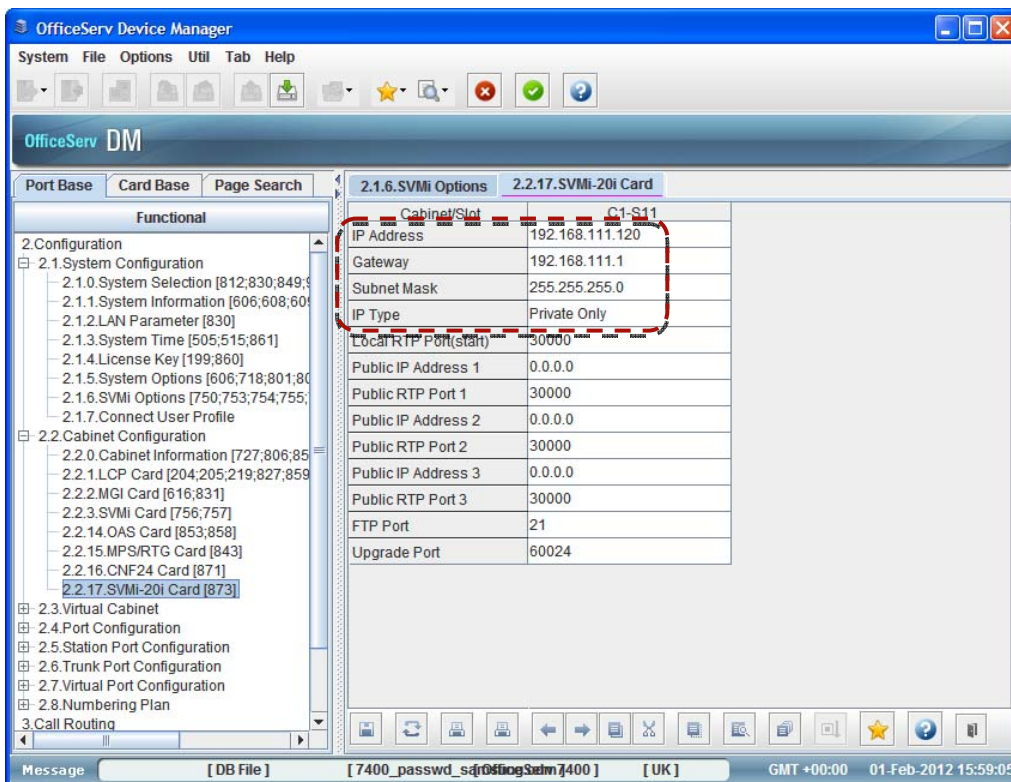 OfficeServ Device Manager
System File Options Util Tab Help
OfficeServ DM
Port Base Card Base Page Search
Functional
2.Configuration
2.1.System Configuration
2.1.0.System Selection [812;830;849;
2.1.1.System Information [606;608;60
2.1.2.LAN Parameter [830]
2.1.3.System Time [505;515;861]
2.1.4.License Key [199;860]
2.1.5.System Options [606;718;801;80
2.1.6.SVMi Options [750;753;754;755;
2.1.7.Connect User Profile
2.2.Cabinet Configuration
2.2.0.Cabinet Information [727;806;85
2.2.1.LCP Card [204;205;219;827;859
2.2.2.MGI Card [616;831]
2.2.3.SVMi Card [756;757]
2.2.14.OAS Card [853;858]
2.2.15.MPS/RTG Card [843]
2.2.16.CNF24 Card [871]
2.2.17.SVMi-20i Card [873]
2.3.Virtual Cabinet
2.4.Port Configuration
2.5.Station Port Configuration
2.6.Trunk Port Configuration
2.7.Virtual Port Configuration
2.8.Numbering Plan
3.Call Routing
2.1.6.SVMi Options 2.2.17.SVMi-20i Card
Cabinet/Slot C1-S11
IP Address 192.168.111.120
Gateway 192.168.111.1
Subnet Mask 255.255.255.0
IP Type Private Only
Local RTP Port(start) 30000
Public IP Address 1 0.0.0.0
Public RTP Port 1 30000
Public IP Address 2 0.0.0.0
Public RTP Port 2 30000
Public IP Address 3 0.0.0.0
Public RTP Port 3 30000
FTP Port 21
Upgrade Port 60024
Message [ DB File ] [ 7400 ] [ UK ] GMT +00:00 01-Feb-2012 15:59:05